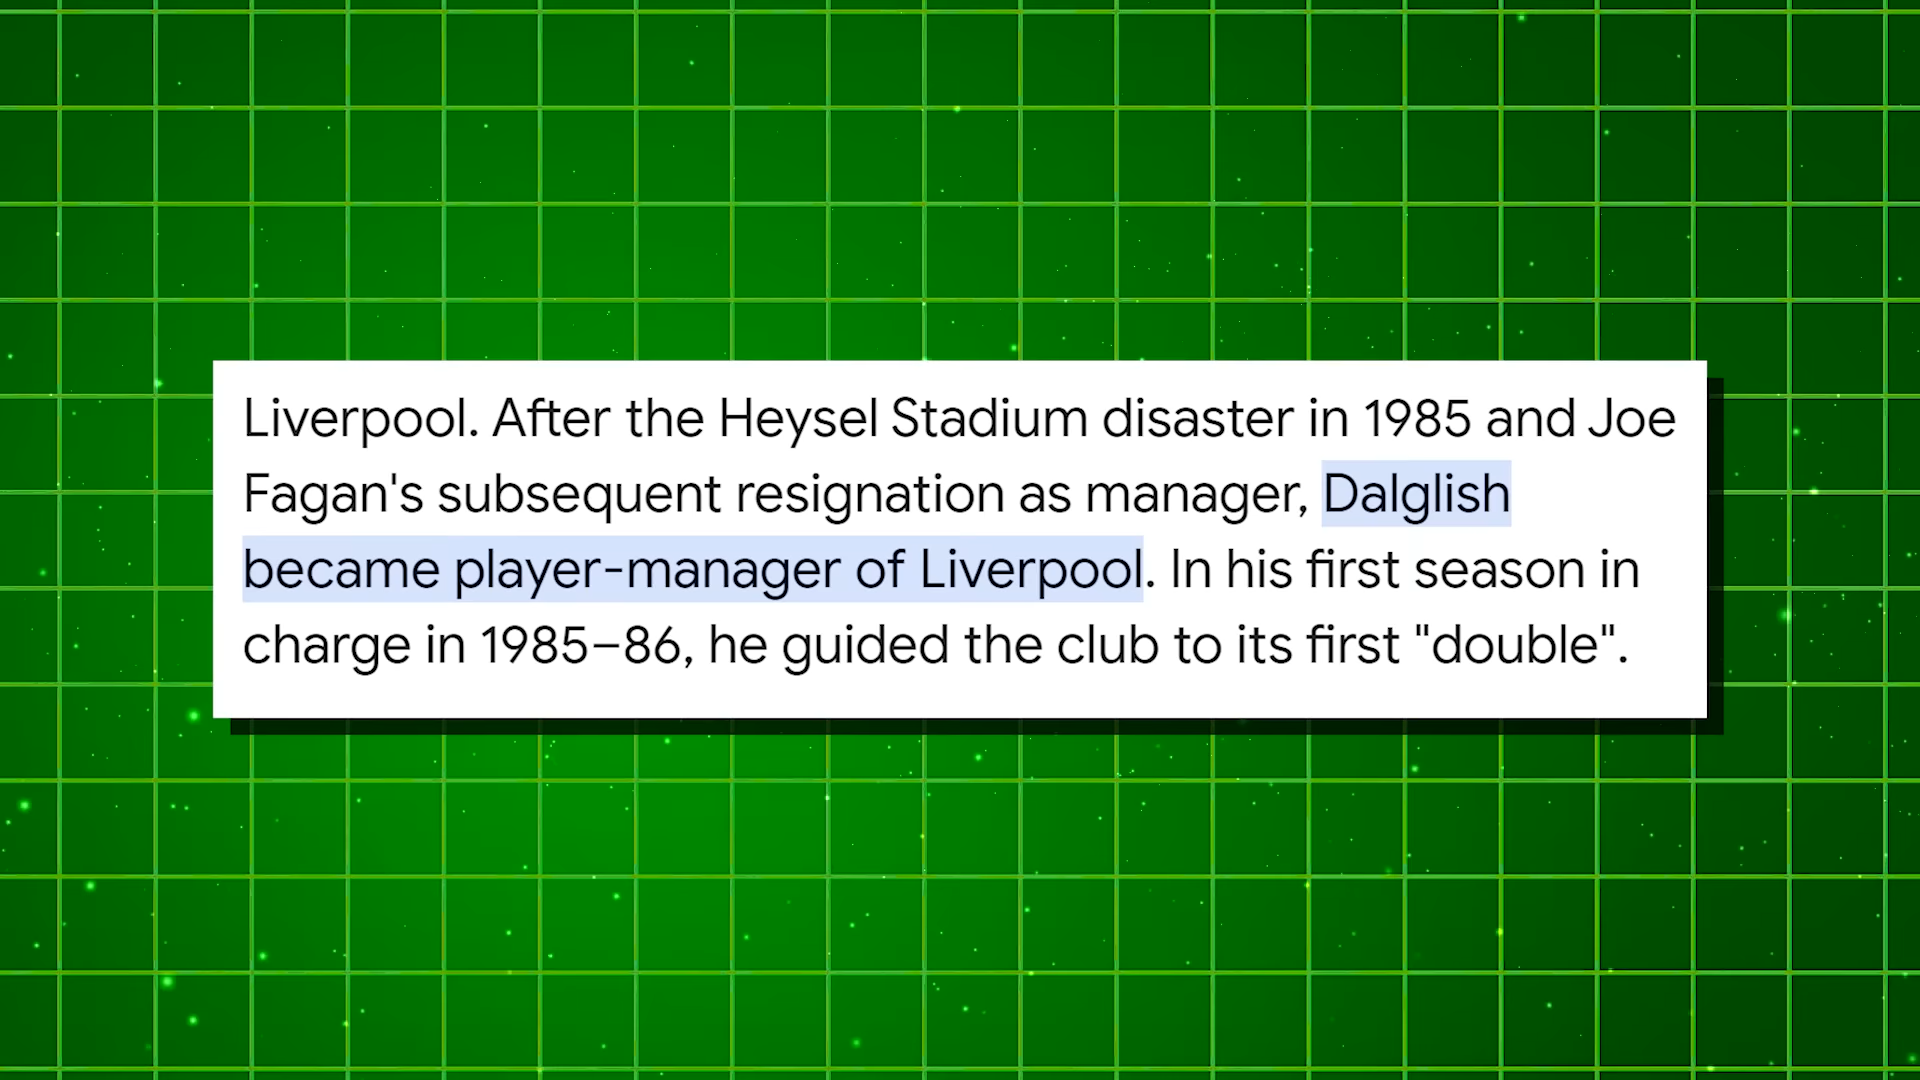 Liverpool. After the Heysel Stadium disaster in 1985 and Joe
Fagan's subsequent resignation as manager, Dalglish
became player-manager of Liverpool. In his first season in
charge in 1985–86, he guided the club to its first "double".